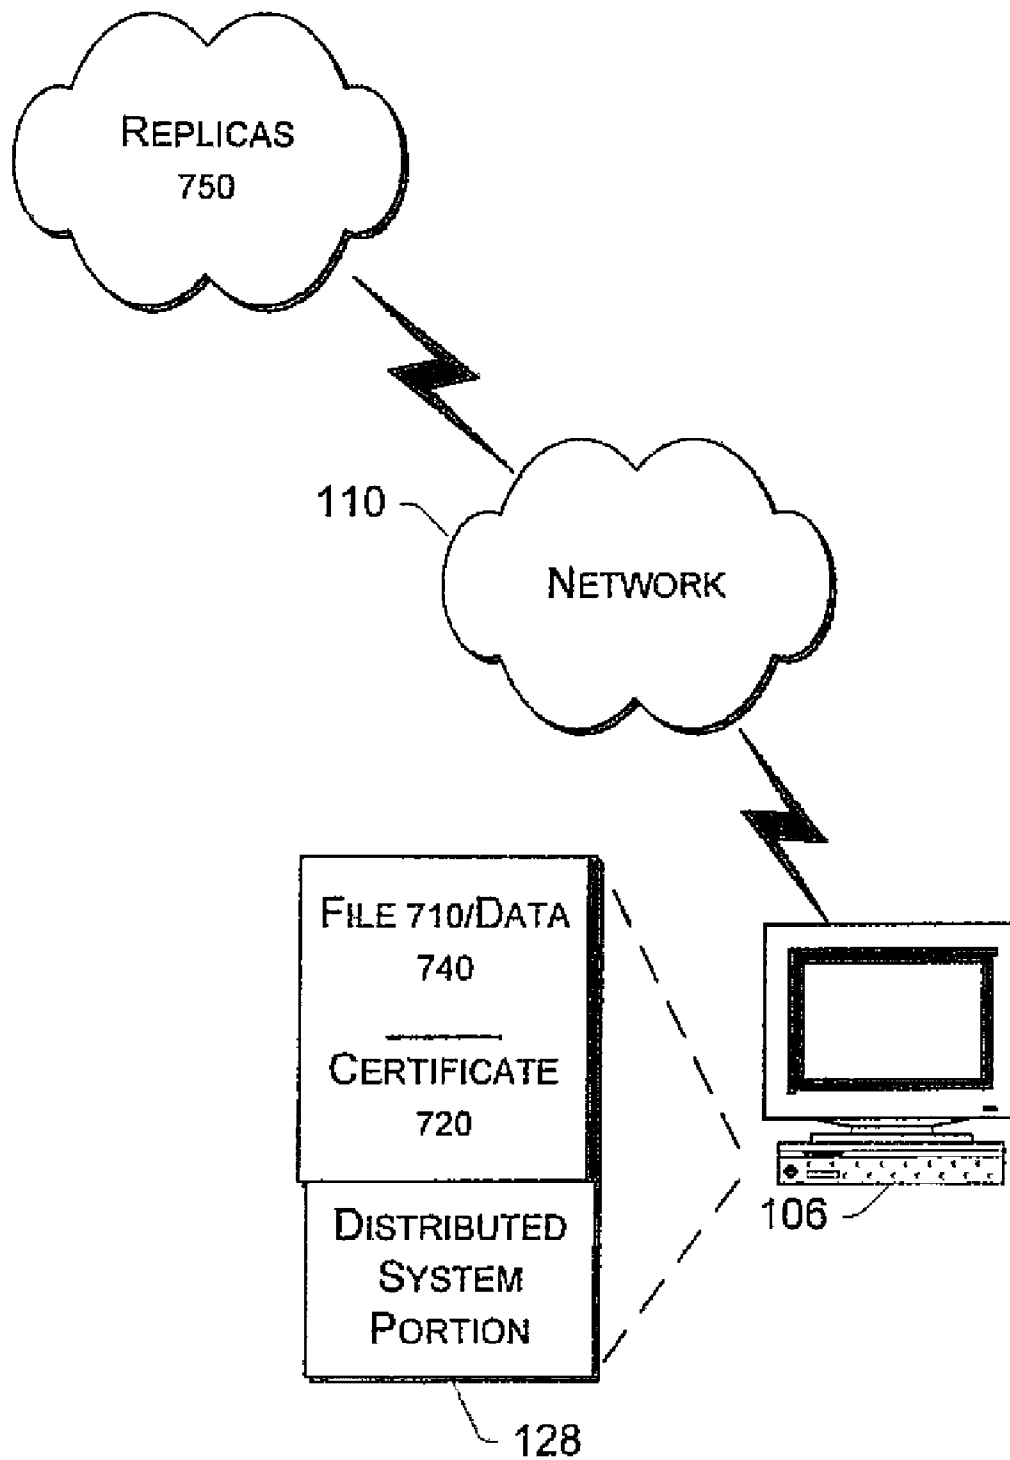 REPLICAS
750
110
NETWORK
FILE 710/DATA
740
CERTIFICATE
720
106
DISTRIBUTED
SYSTEM
PORTION
128